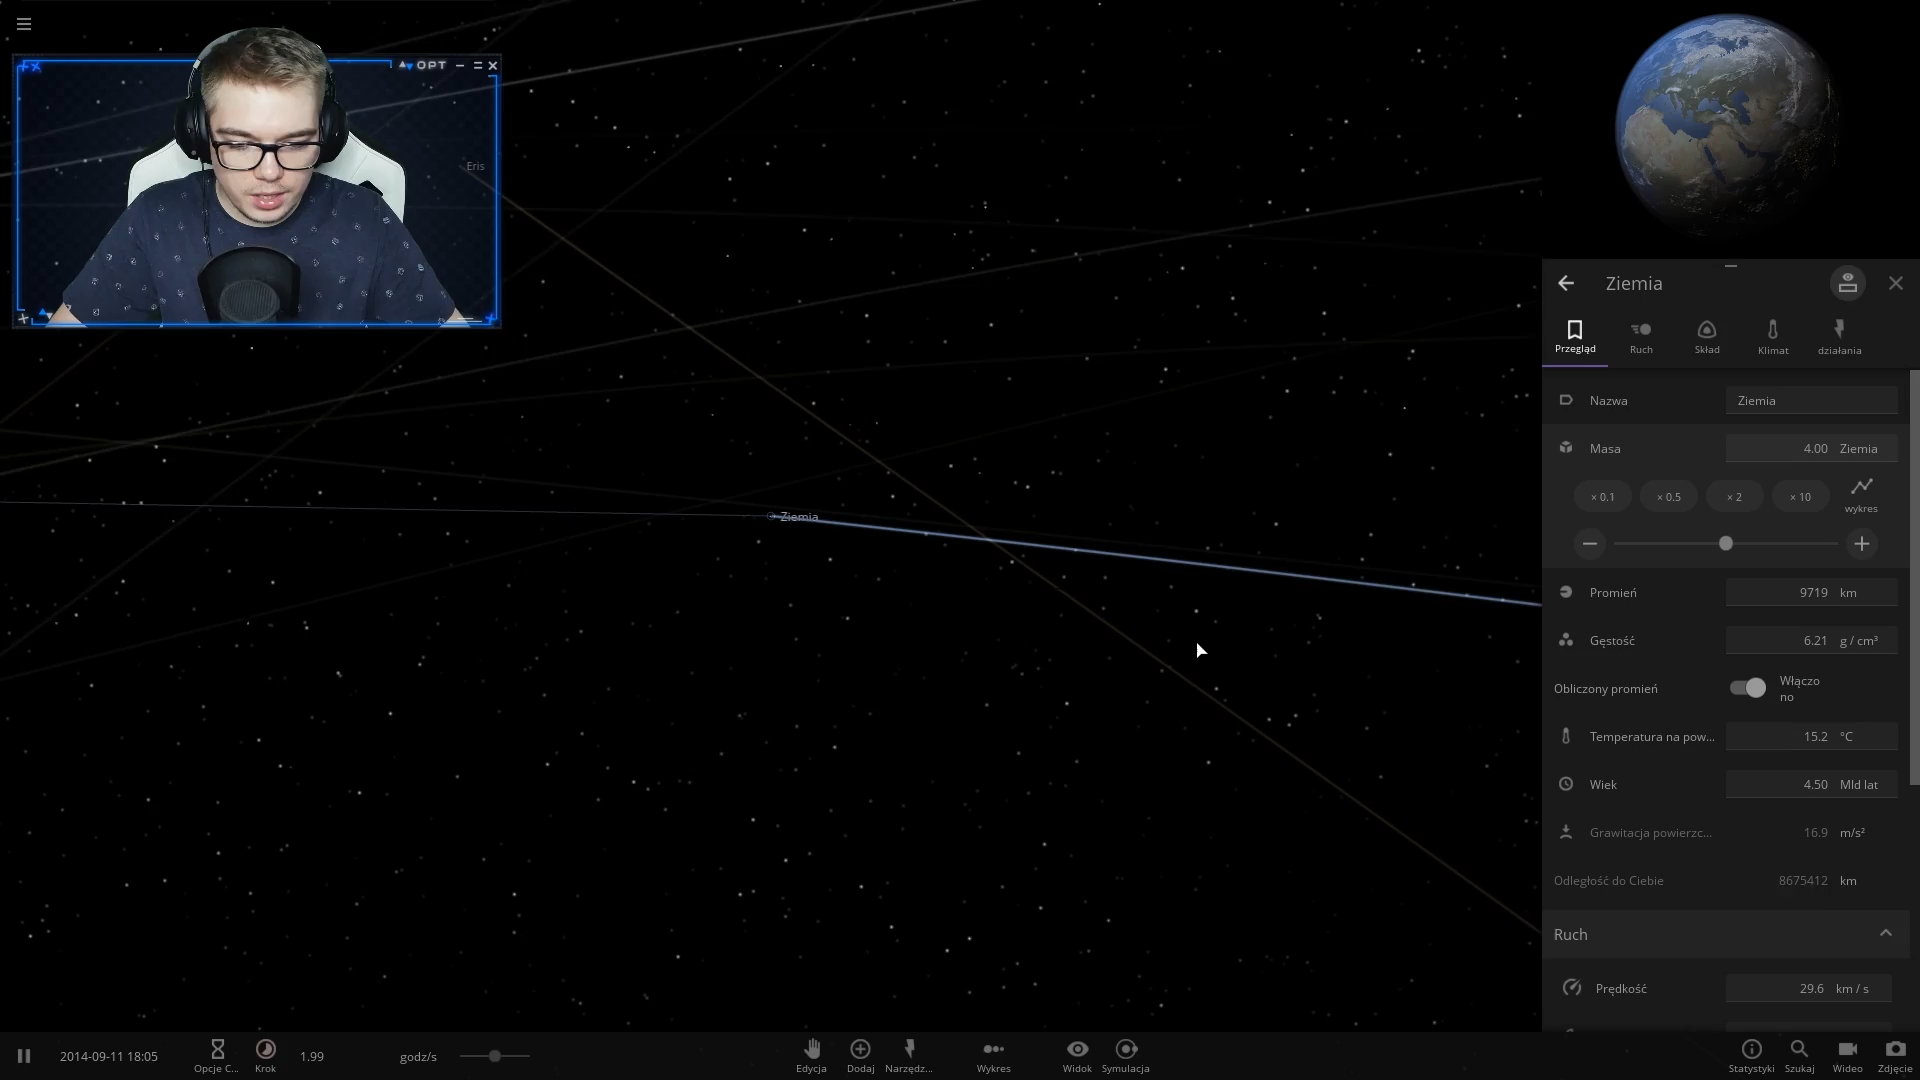 OPT
Eris
Ziemia
Ziemia
Przegląd
Ruch
Skład
Klimat
działania
Nazwa
Ziemia
Masa
4.00 Ziemia
× 0.1
× 0.5
× 2
× 10
wykres
Promień
9719 km
Gęstość
6.21 g / cm³
Obliczony promień
Włączo
no
Temperatura na pow...
15.2 °C
Wiek
4.50 Mld lat
Grawitacja powierzc...
16.9 m/s²
Odległość do Ciebie
8675412 km
Ruch
Prędkość
29.6 km / s
2014-09-11 18:05
Opcje C...
Krok
1.99
godz/s
Edycja
Dodaj
Narzędz...
Wykres
Widok
Symulacja
Statystyki
Szukaj
Wideo
Zdjęcie